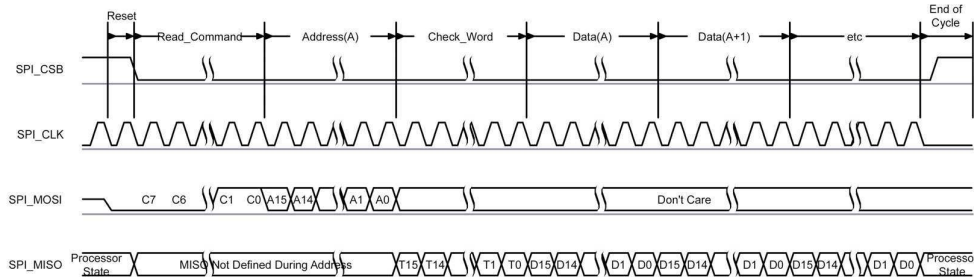 Reset
End of
Cycle
Read_Command Address(A) Check_Word Data(A) Data(A+1) etc
SPI_CSB
SPI_CLK
SPI_MOSI C7 C6 C1 C0 A15 A14 A1 A0 Don't Care
SPI_MISO Processor State MISO Not Defined During Address T15 T14 T1 T0 D15 D14 D1 D0 D15 D14 D1 D0 D15 D14 D1 D0 Processor State